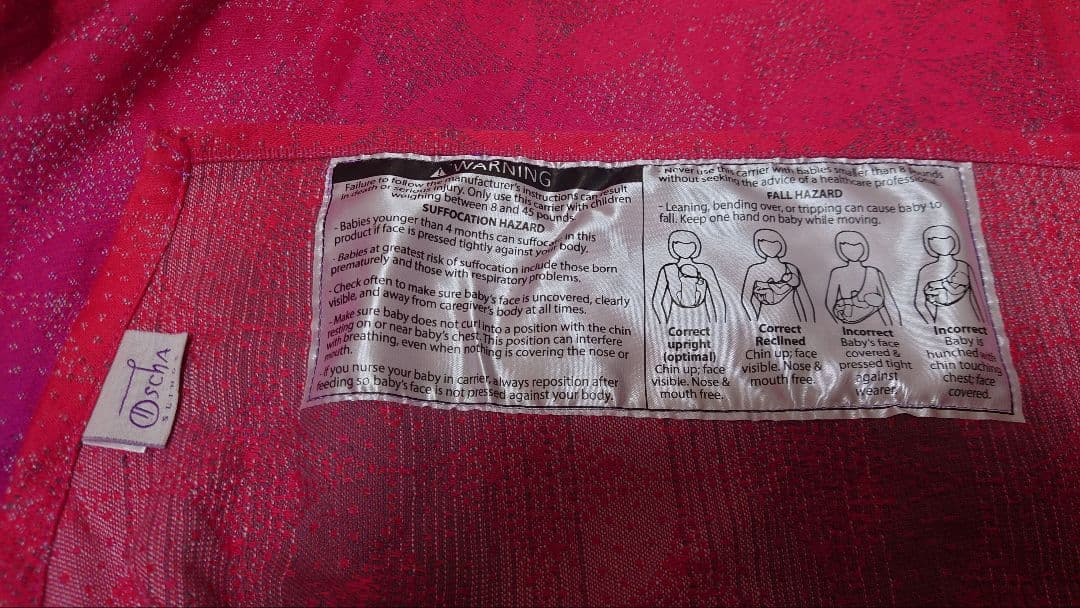 WARNING
Failure to follow the manufacturer's instructions can result
in death or serious injury. Only use this carrier with children
weighing between 8 and 45 pounds.
SUFFOCATION HAZARD
- Babies younger than 4 months can suffocate in this
product if face is pressed tightly against your body.
- Babies at greatest risk of suffocation include those born
prematurely and those with respiratory problems.
- Check often to make sure baby's face is uncovered, clearly
visible, and away from caregiver's body at all times.
- Make sure baby does not curl into a position with the chin
resting on or near baby's chest. This position can interfere
with breathing, even when nothing is covering the nose or
mouth.
- If you nurse your baby in carrier, always reposition after
feeding so baby's face is not pressed against your body.
- Never use this carrier with babies smaller than 8 pounds
without seeking the advice of a healthcare professional.
FALL HAZARD
- Leaning, bending over, or tripping can cause baby to
fall. Keep one hand on baby while moving.
Correct
upright
(optimal)
Chin up; face
visible. Nose &
mouth free.
Correct
Reclined
Chin up; face
visible. Nose &
mouth free.
Incorrect
Baby's face
covered &
pressed tight
against
wearer
Incorrect
Baby is
hunched with
chin touching
chest; face
covered.
Oscha
SLINGS